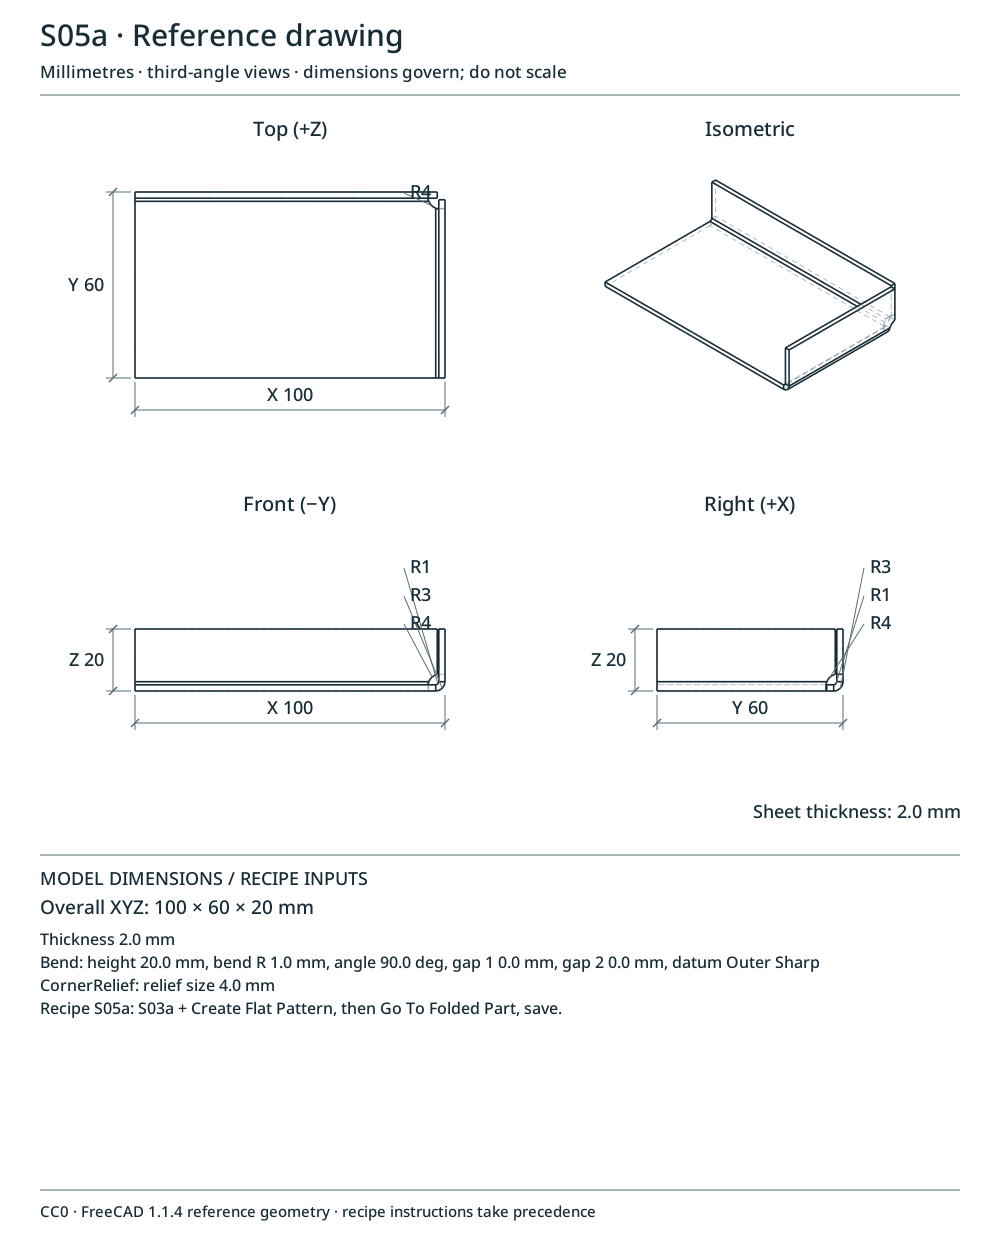 S05a · Reference drawing
Millimetres · third-angle views · dimensions govern; do not scale
Top (+Z)
Isometric
R4
Y 60
X 100
Front (−Y)
Right (+X)
R1
R3
R4
Z 20
X 100
R3
R1
R4
Z 20
Y 60
Sheet thickness: 2.0 mm
MODEL DIMENSIONS / RECIPE INPUTS
Overall XYZ: 100 × 60 × 20 mm
Thickness 2.0 mm
Bend: height 20.0 mm, bend R 1.0 mm, angle 90.0 deg, gap 1 0.0 mm, gap 2 0.0 mm, datum Outer Sharp
CornerRelief: relief size 4.0 mm
Recipe S05a: S03a + Create Flat Pattern, then Go To Folded Part, save.
CC0 · FreeCAD 1.1.4 reference geometry · recipe instructions take precedence